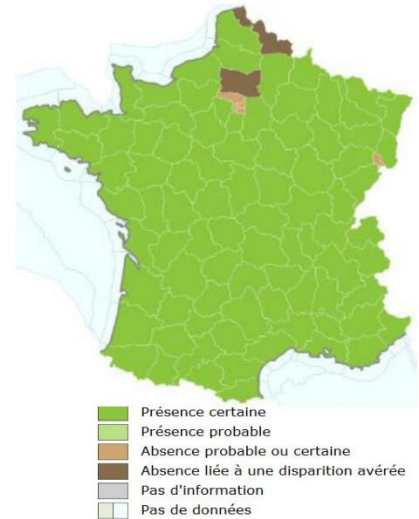 Présence certaine
Présence probable
Absence probable ou certaine
Absence liée à une disparition avérée
Pas d'information
Pas de données